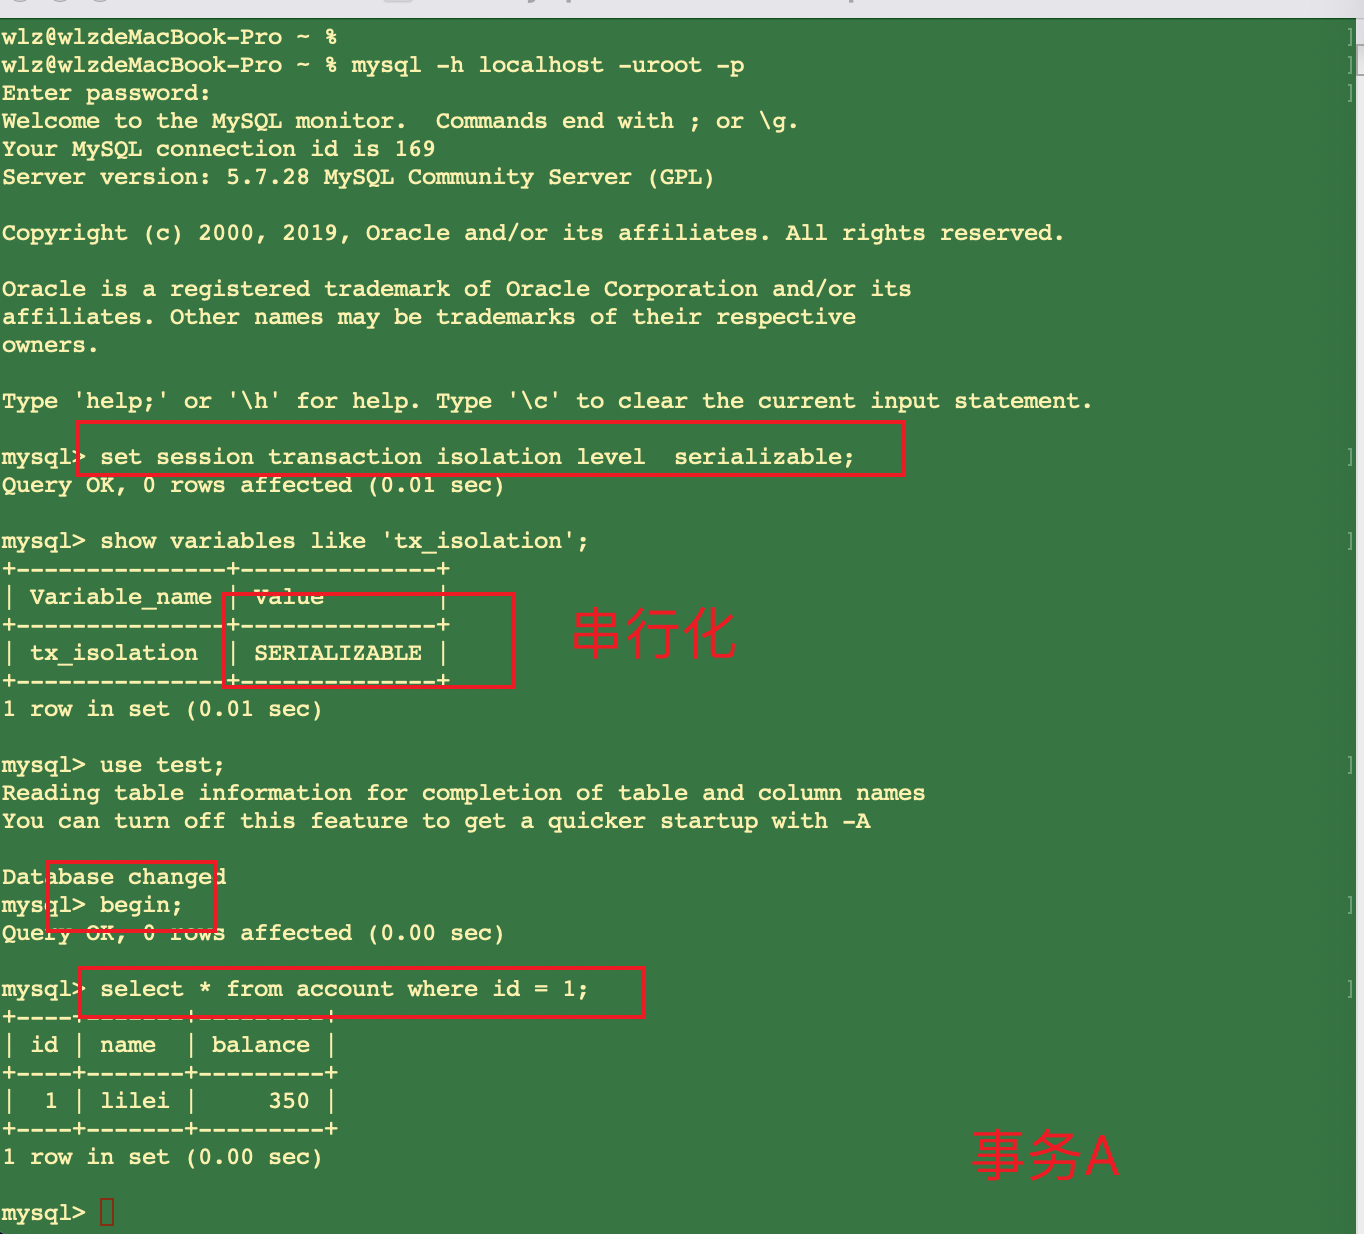 wlz@wlzdeMacBook-Pro ~ %
wlz@wlzdeMacBook-Pro ~ % mysql -h localhost -uroot -p
Enter password:
Welcome to the MySQL monitor.  Commands end with ; or \g.
Your MySQL connection id is 169
Server version: 5.7.28 MySQL Community Server (GPL)
Copyright (c) 2000, 2019, Oracle and/or its affiliates. All rights reserved.
Oracle is a registered trademark of Oracle Corporation and/or its
affiliates. Other names may be trademarks of their respective
owners.
Type 'help;' or '\h' for help. Type '\c' to clear the current input statement.
mysql> set session transaction isolation level  serializable;
Query OK, 0 rows affected (0.01 sec)
mysql> show variables like 'tx_isolation';
+---------------+--------------+
| Variable_name | Value        |
+---------------+--------------+
串行化
| tx_isolation  | SERIALIZABLE |
+---------------+--------------+
1 row in set (0.01 sec)
mysql> use test;
Reading table information for completion of table and column names
You can turn off this feature to get a quicker startup with -A
Database changed
mysql> begin;
Query OK, 0 rows affected (0.00 sec)
mysql> select * from account where id = 1;
+----+-------+---------+
| id | name  | balance |
+----+-------+---------+
|  1 | lilei |     350 |
+----+-------+---------+
1 row in set (0.00 sec)
事务A
mysql>